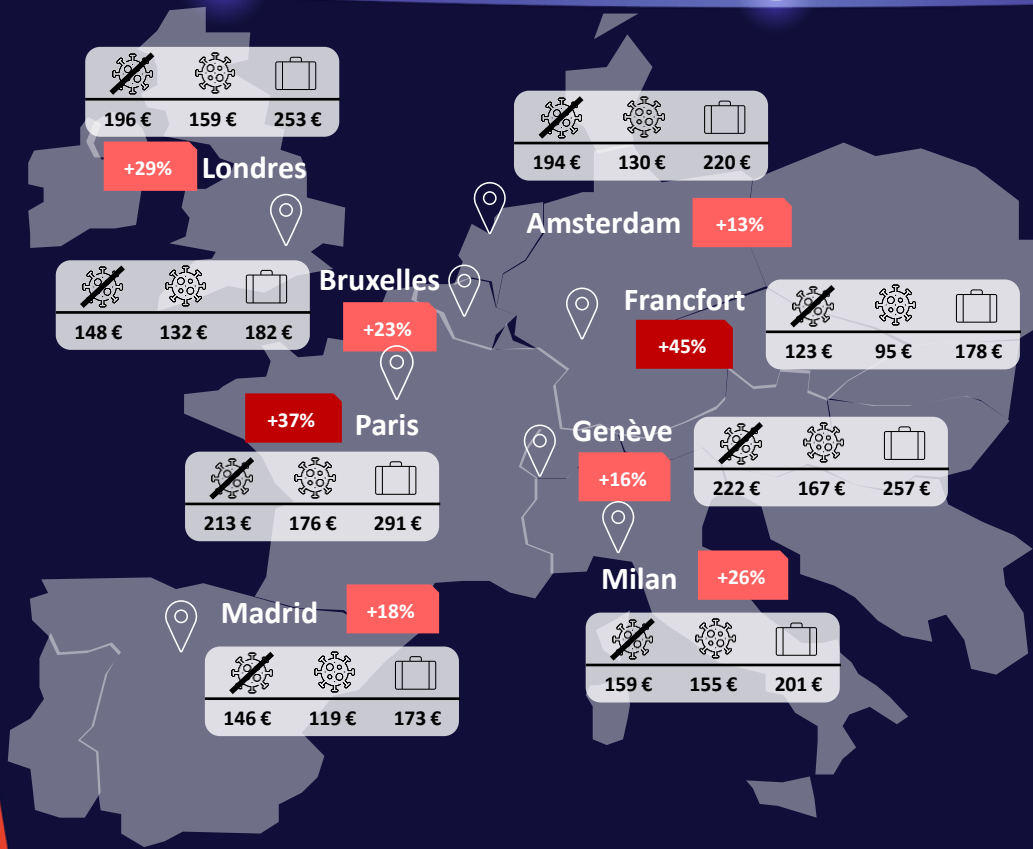 196 € 159 € 253 €
+29% Londres
194 € 130 € 220 €
Amsterdam +13%
Bruxelles
148 € 132 € 182 €
+23%
Francfort
+45%
123 € 95 € 178 €
+37% Paris
213 € 176 € 291 €
Genève
+16%
222 € 167 € 257 €
Milan +26%
159 € 155 € 201 €
Madrid +18%
146 € 119 € 173 €